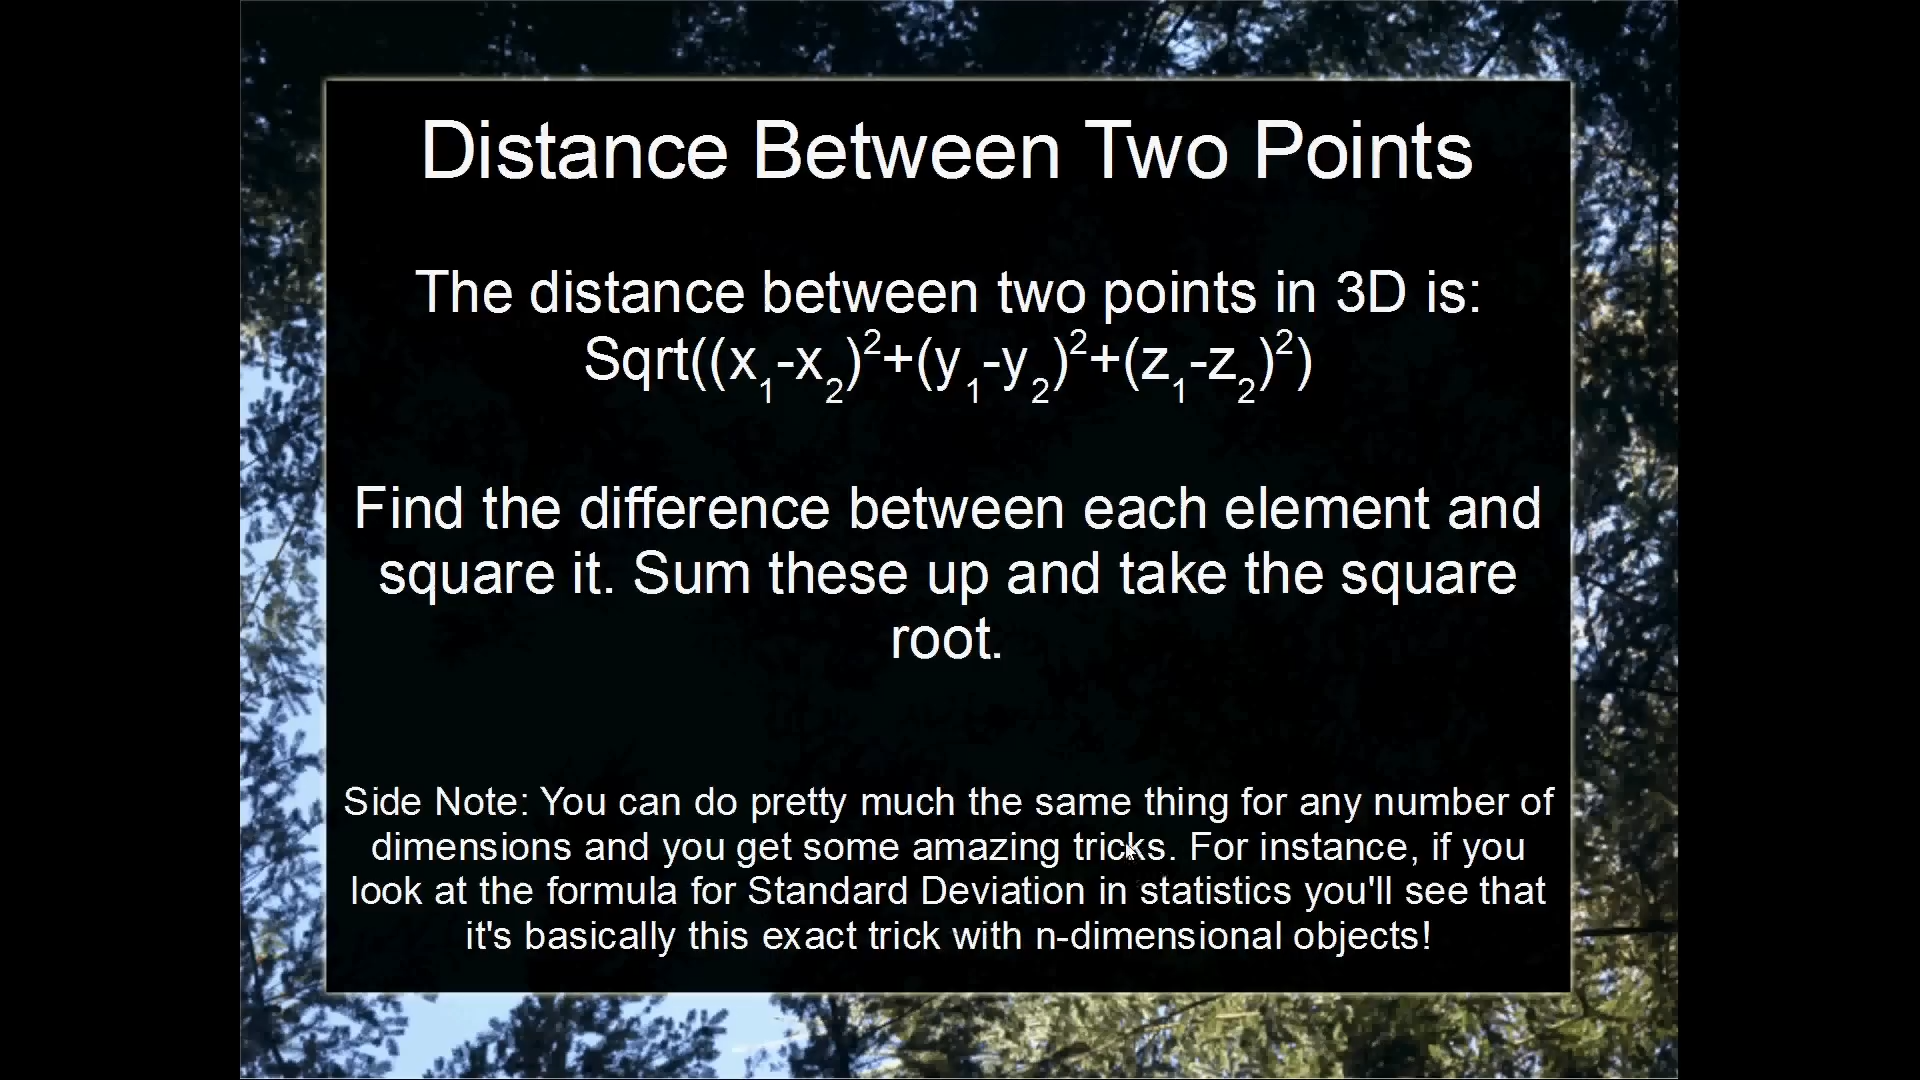 Distance Between Two Points
The distance between two points in 3D is:
Sqrt((x₁-x₂)²+(y₁-y₂)²+(z₁-z₂)²)
Find the difference between each element and
square it. Sum these up and take the square
root.
Side Note: You can do pretty much the same thing for any number of
dimensions and you get some amazing tricks. For instance, if you
look at the formula for Standard Deviation in statistics you'll see that
it's basically this exact trick with n-dimensional objects!